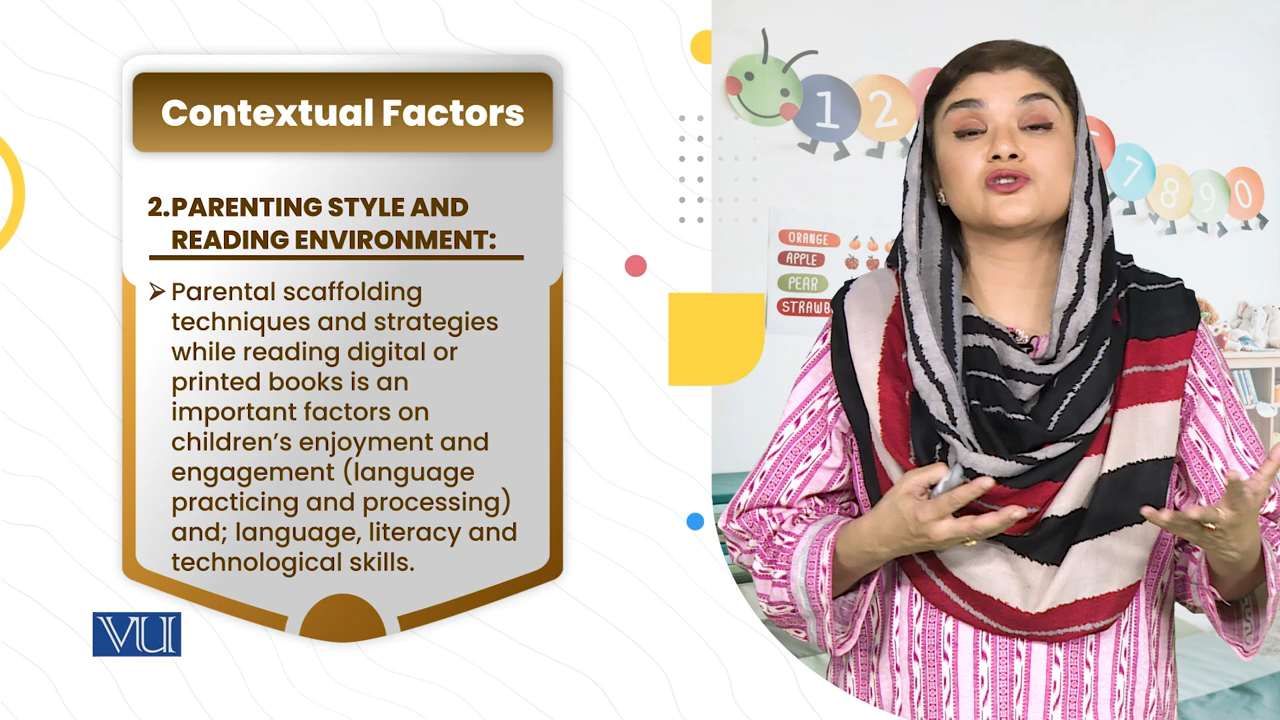 Contextual Factors
2.PARENTING STYLE AND
READING ENVIRONMENT:
➢ Parental scaffolding
techniques and strategies
while reading digital or
printed books is an
important factors on
children’s enjoyment and
engagement (language
practicing and processing)
and; language, literacy and
technological skills.
VU
1 2
7 8 9 0
ORANGE
APPLE
PEAR
STRAWB